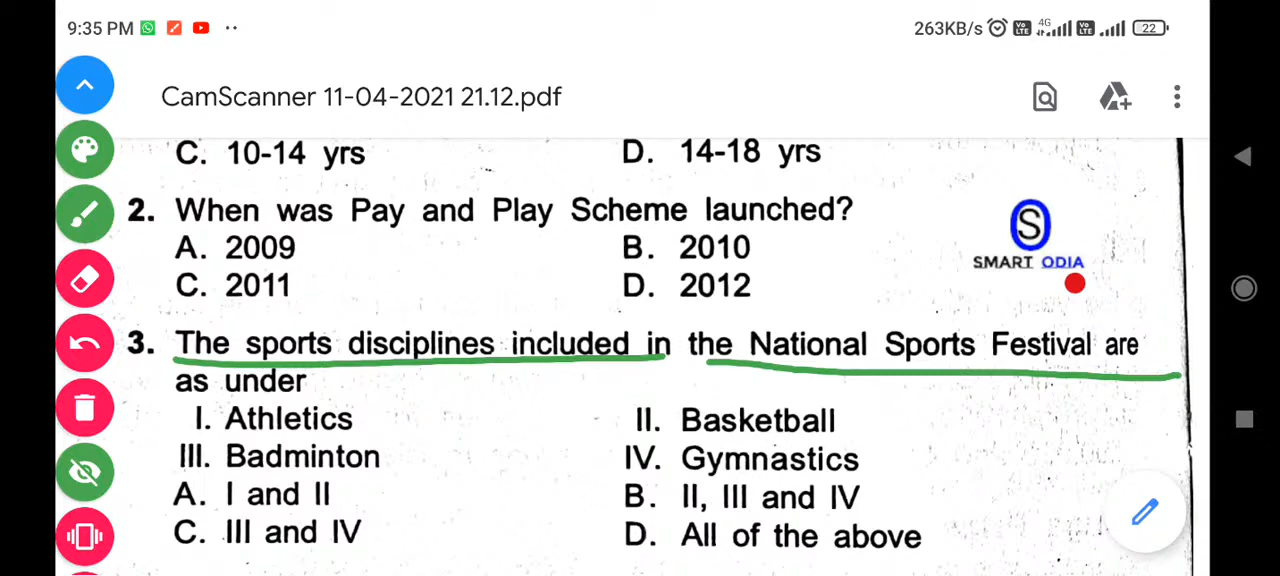 9:35 PM
263KB/s 4G 22
CamScanner 11-04-2021 21.12.pdf
C. 10-14 yrs D. 14-18 yrs
2. When was Pay and Play Scheme launched?
A. 2009 B. 2010
C. 2011 D. 2012
S
SMART ODIA
3. The sports disciplines included in the National Sports Festival are
as under
I. Athletics II. Basketball
III. Badminton IV. Gymnastics
A. I and II B. II, III and IV
C. III and IV D. All of the above